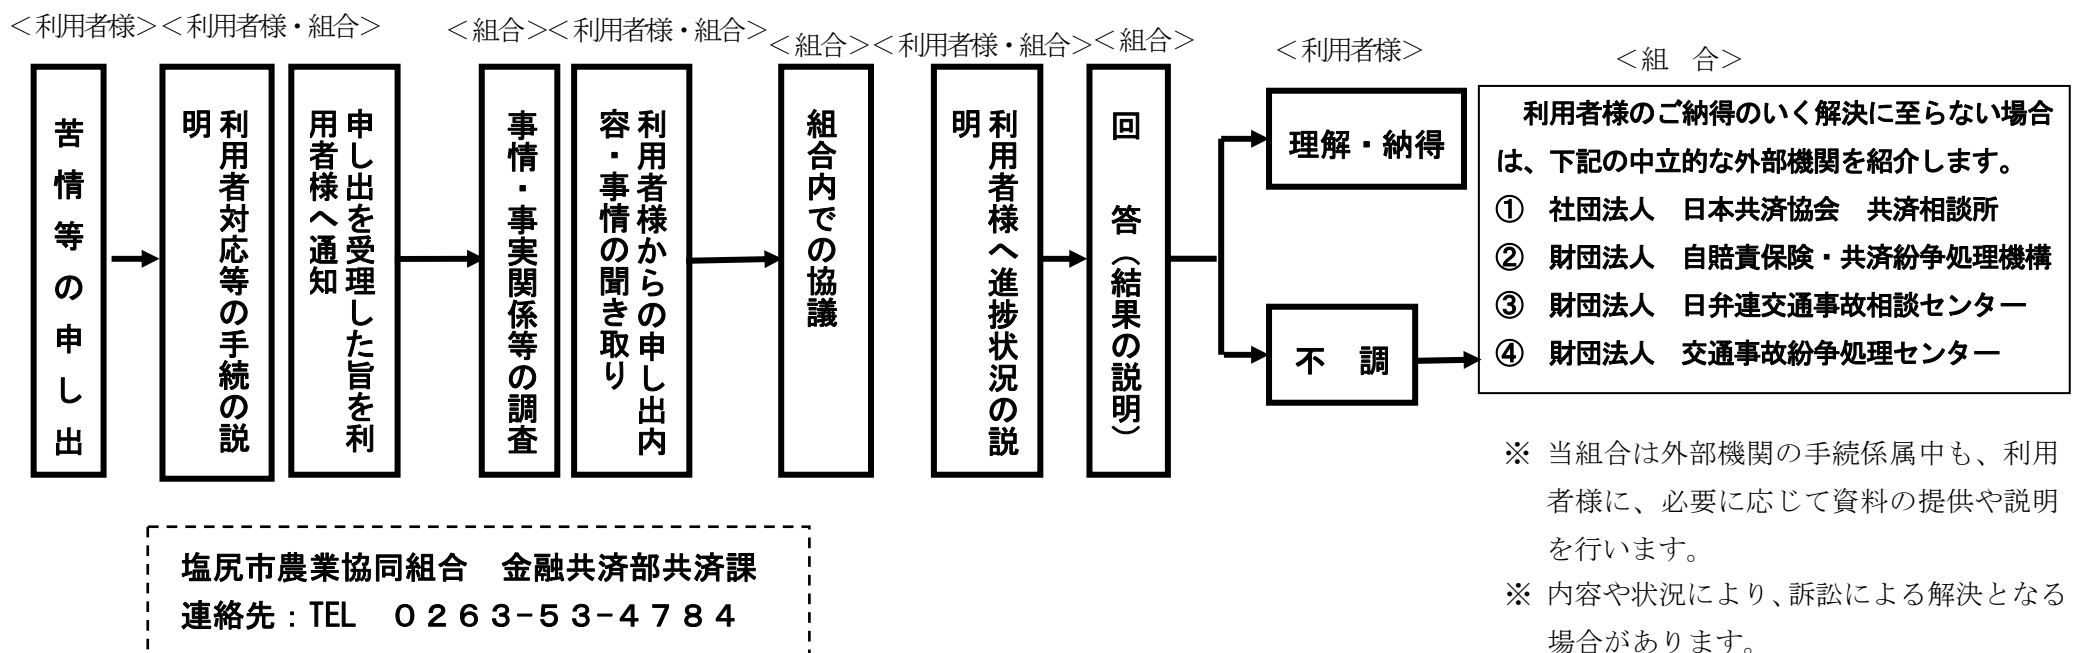 ＜利用者様＞＜利用者様・組合＞
＜組合＞＜利用者様・組合＞
＜組合＞＜利用者様・組合＞＜組合＞
＜利用者様＞
＜組　合＞
苦情等の申し出
利用者対応等の手続の説
明
申し出を受理した旨を利
用者様へ通知
事情・事実関係等の調査
利用者様からの申し出内
容・事情の聞き取り
組合内での協議
利用者様へ進捗状況の説
明
回　答（結果の説明）
理解・納得
不　調
利用者様のご納得のいく解決に至らない場合
は、下記の中立的な外部機関を紹介します。
①　社団法人　日本共済協会　共済相談所
②　財団法人　自賠責保険・共済紛争処理機構
③　財団法人　日弁連交通事故相談センター
④　財団法人　交通事故紛争処理センター
※ 当組合は外部機関の手続係属中も、利用
者様に、必要に応じて資料の提供や説明
を行います。
※ 内容や状況により、訴訟による解決となる
場合があります。
塩尻市農業協同組合　金融共済部共済課
連絡先：TEL　０２６３-５３-４７８４